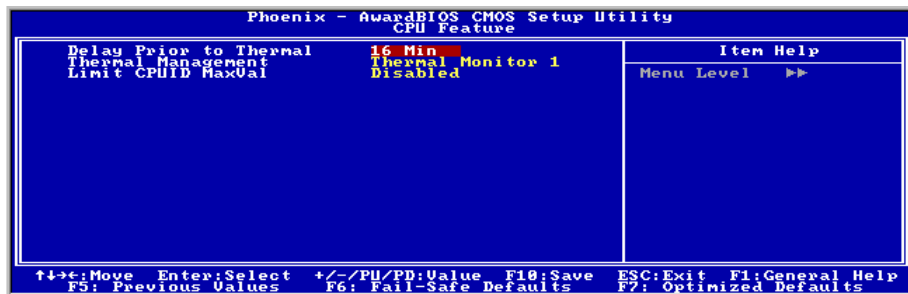 Phoenix - AwardBIOS CMOS Setup Utility
CPU Feature
Delay Prior to Thermal 16 Min
Thermal Management Thermal Monitor 1
Limit CPUID MaxVal Disabled
Item Help
Menu Level ▶▶
↑↓→←:Move Enter:Select +/-/PU/PD:Value F10:Save ESC:Exit F1:General Help
F5: Previous Values F6: Fail-Safe Defaults F7: Optimized Defaults